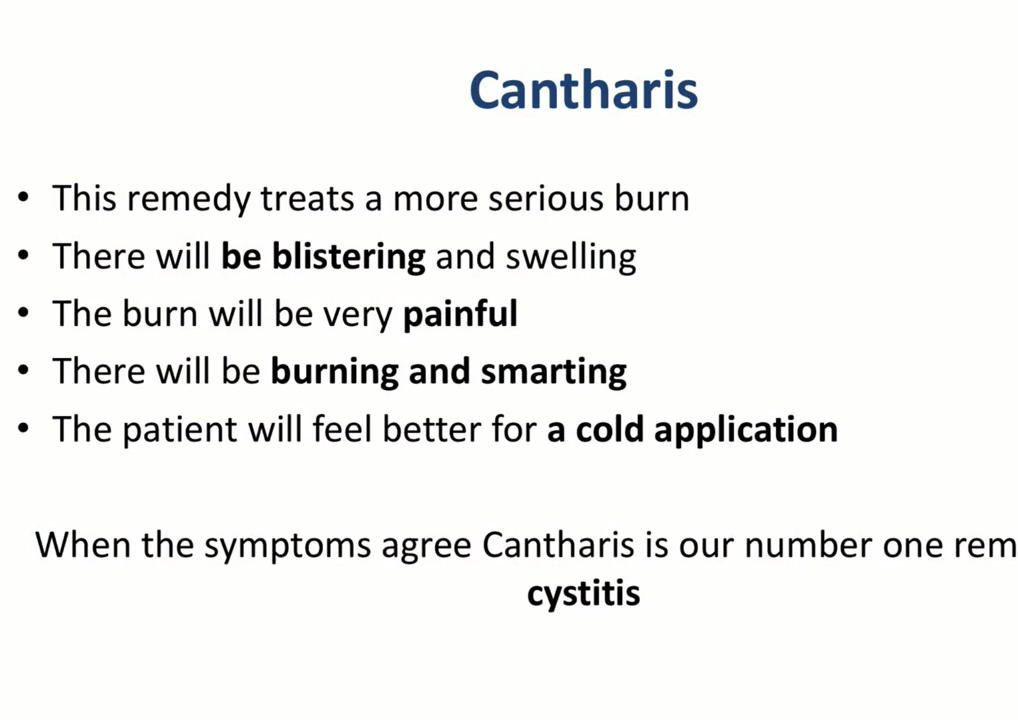 Cantharis
• This remedy treats a more serious burn
• There will be blistering and swelling
• The burn will be very painful
• There will be burning and smarting
• The patient will feel better for a cold application
When the symptoms agree Cantharis is our number one rem
cystitis